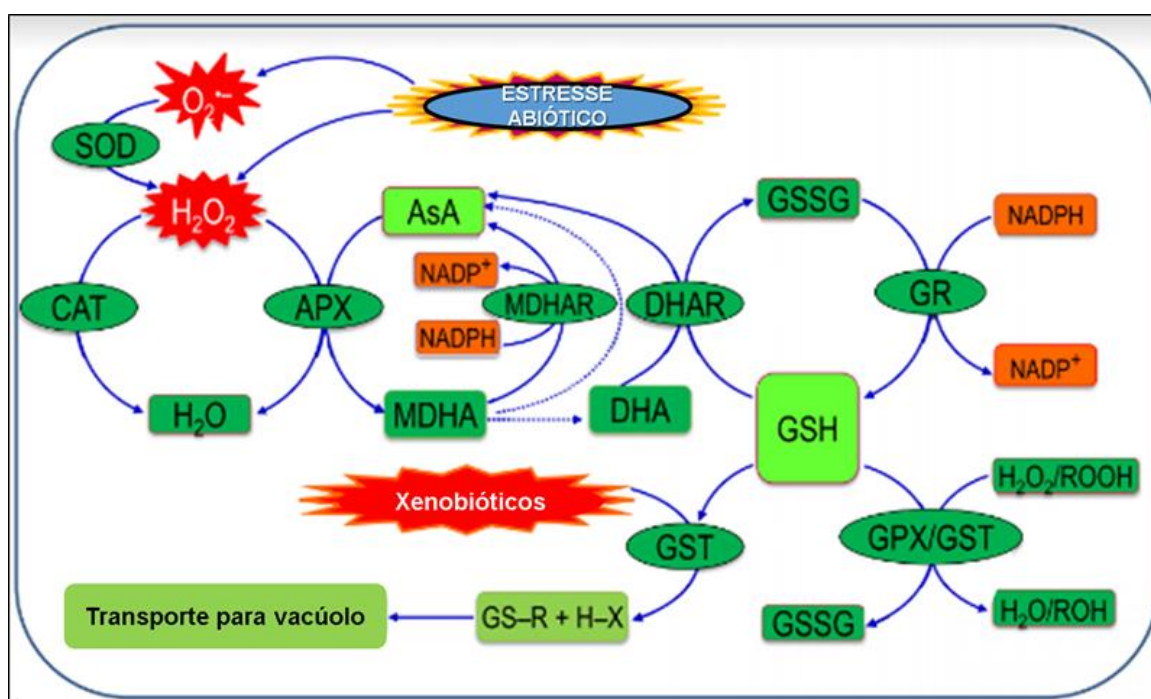 ESTRESSE
ABIÓTICO
O₂•–
SOD
H₂O₂
AsA
GSSG
NADPH
NADP⁺
CAT
APX
MDHAR
DHAR
GR
NADPH
NADP⁺
H₂O
MDHA
DHA
GSH
Xenobióticos
H₂O₂/ROOH
GST
GPX/GST
Transporte para vacúolo
GS–R + H–X
GSSG
H₂O/ROH